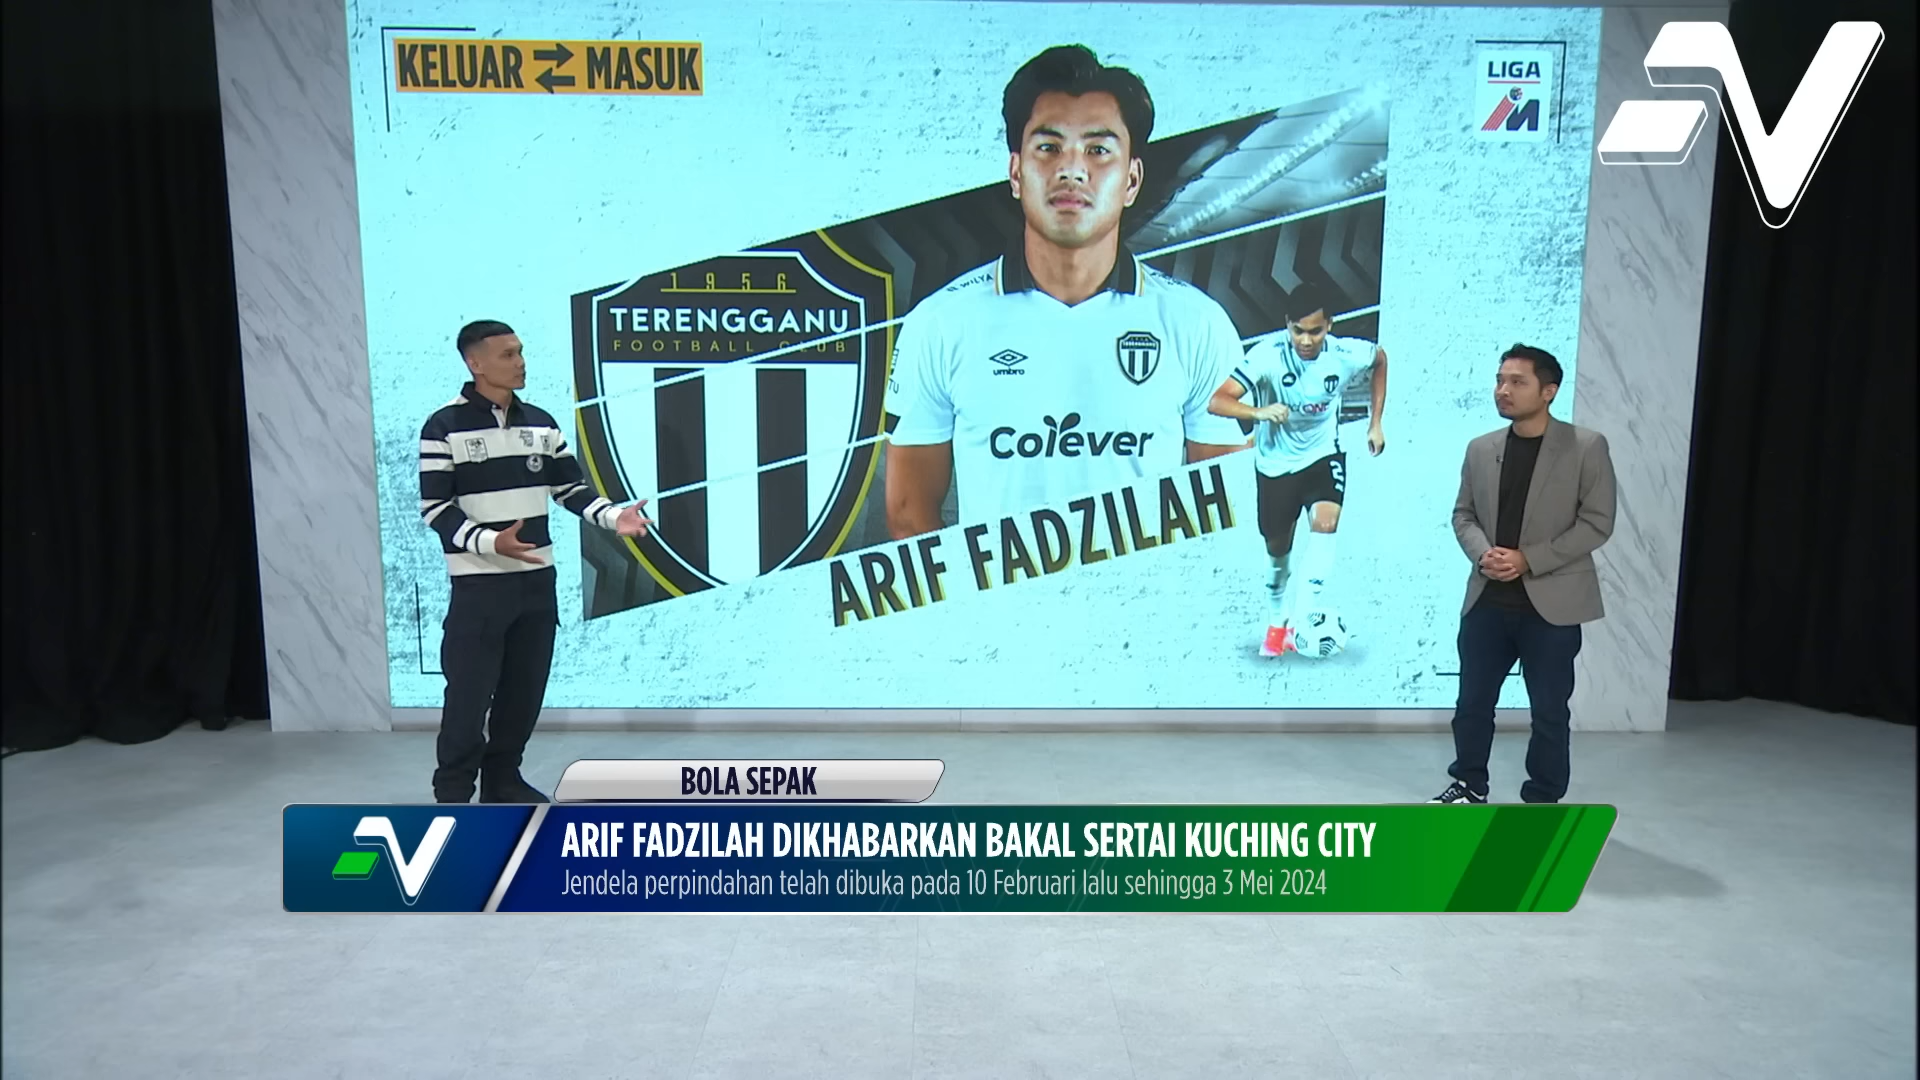 KELUAR MASUK
LIGA
M
1956
TERENGGANU
FOOTBALL CLUB
TERENGGANU
umbro
Colever
ARIF FADZILAH
BOLA SEPAK
ARIF FADZILAH DIKHABARKAN BAKAL SERTAI KUCHING CITY
Jendela perpindahan telah dibuka pada 10 Februari lalu sehingga 3 Mei 2024